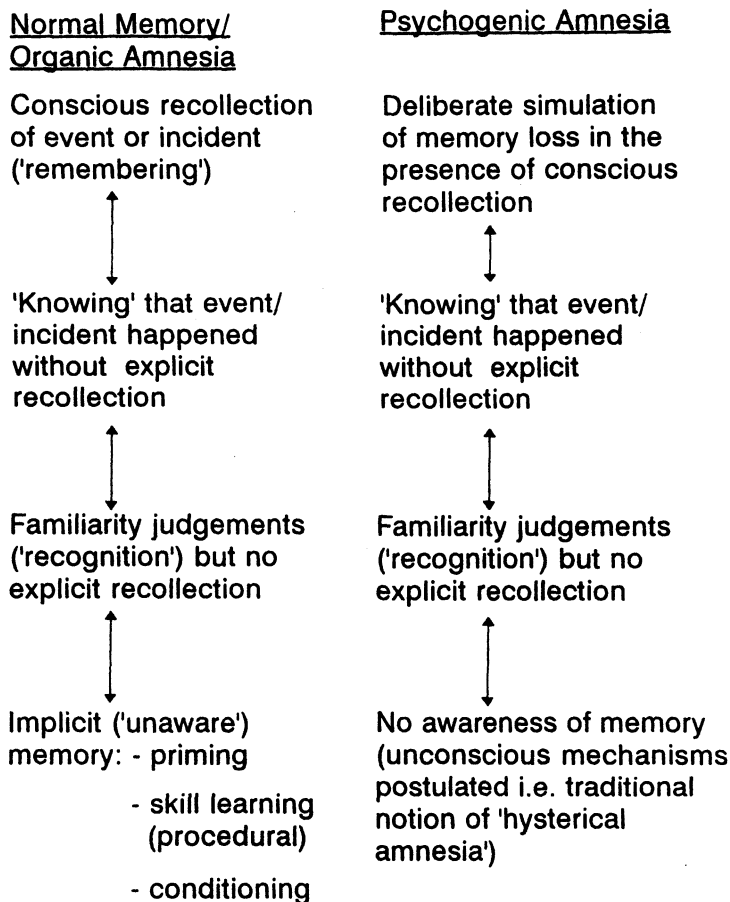 Normal Memory/
Organic Amnesia
Conscious recollection
of event or incident
('remembering')
'Knowing' that event/
incident happened
without explicit
recollection
Familiarity judgements
('recognition') but no
explicit recollection
Implicit ('unaware')
memory: - priming
- skill learning
(procedural)
- conditioning
Psychogenic Amnesia
Deliberate simulation
of memory loss in the
presence of conscious
recollection
'Knowing' that event/
incident happened
without explicit
recollection
Familiarity judgements
('recognition') but no
explicit recollection
No awareness of memory
(unconscious mechanisms
postulated i.e. traditional
notion of 'hysterical
amnesia')